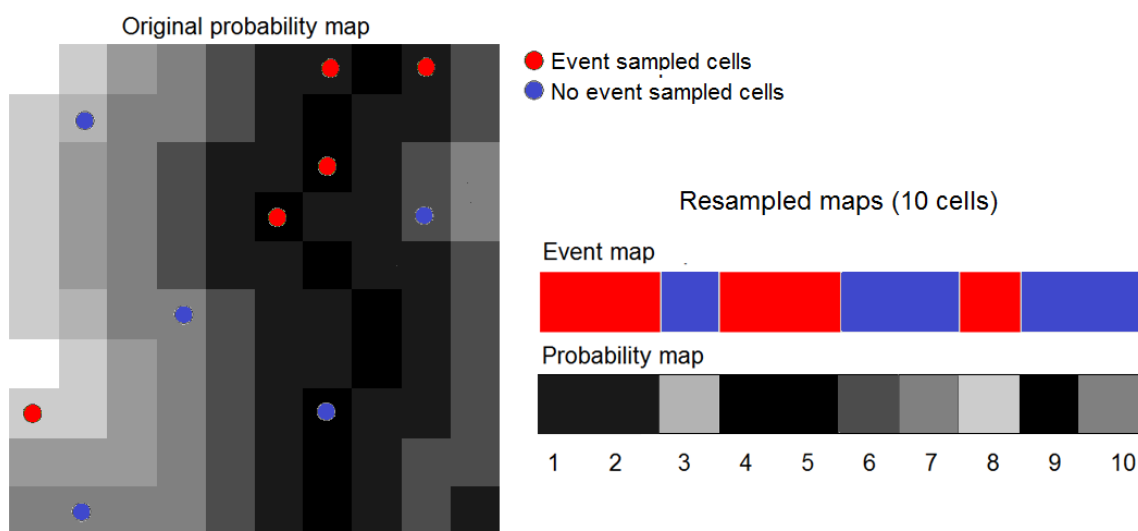 Original probability map
Event sampled cells
No event sampled cells
Resampled maps (10 cells)
Event map
Probability map
1 2 3 4 5 6 7 8 9 10